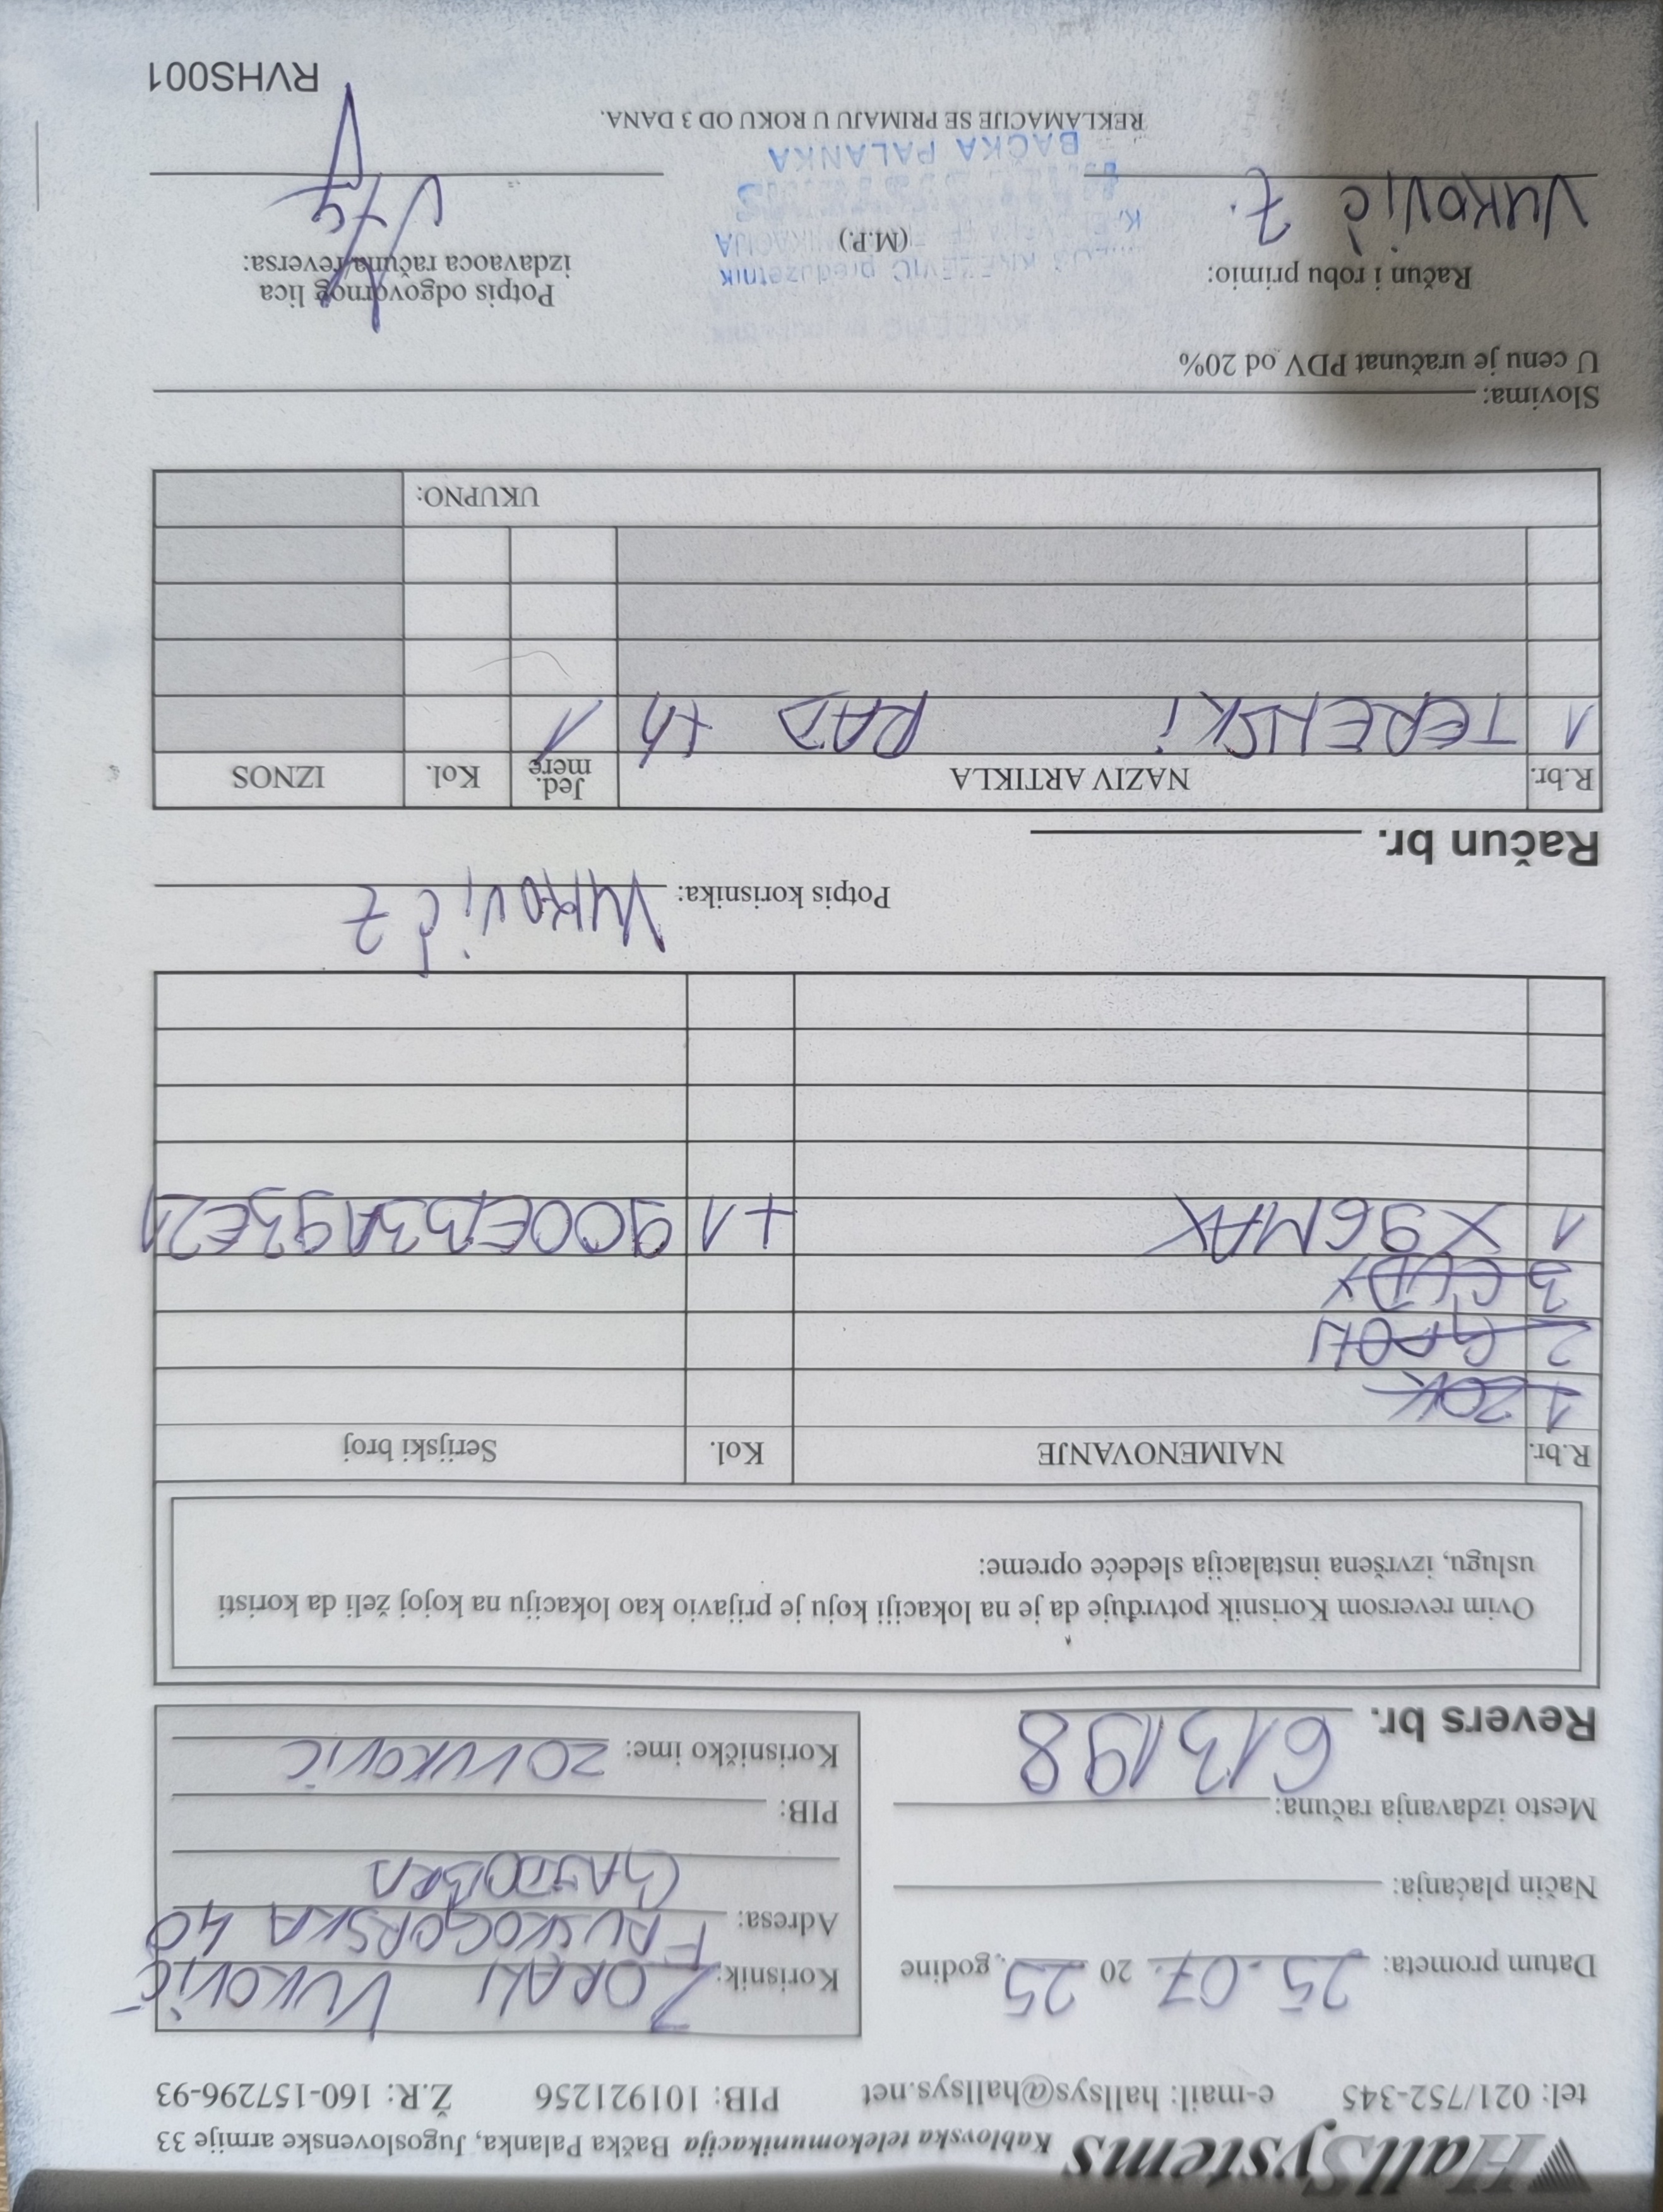 HallSystems Kablovska telekomunikacija Bačka Palanka, Jugoslovenske armije 33
tel: 021/752-345 e-mail: hallsys@hallsys.net PIB: 101921256 Ž.R: 160-157296-93
Datum prometa: 25.07. 20 25. godine
Način plaćanja:
Mesto izdavanja računa:
Revers br. 613198
Korisnik: ZORAN VUKOVIĆ
Adresa: FRUSKOGORSKA 40
GAJDOBRA
PIB:
Korisničko ime: ZOVUKOVIC
Ovim reversom Korisnik potvrđuje da je na lokaciji koju je prijavio kao lokaciju na kojoj želi da koristi
uslugu, izvršena instalacija sledeće opreme:
R.br. NAIMENOVANJE Kol. Serijski broj
1 20K
2 GPON
3 CUDY
1 X96MAX +1 900EB3A93E21
Potpis korisnika: Vuković Z
Račun br.
R.br. NAZIV ARTIKLA Jed. mere Kol. IZNOS
1 TERENSKI RAD +h 1
UKUPNO:
Slovima:
U cenu je uračunat PDV od 20%
Račun i robu primio:
Vuković Z.
(M.P.)
preduzetnik
BAČKA PALANKA
Potpis odgovornog lica
izdavaoca računa/reversa:
REKLAMACIJE SE PRIMAJU U ROKU OD 3 DANA.
RVHS001